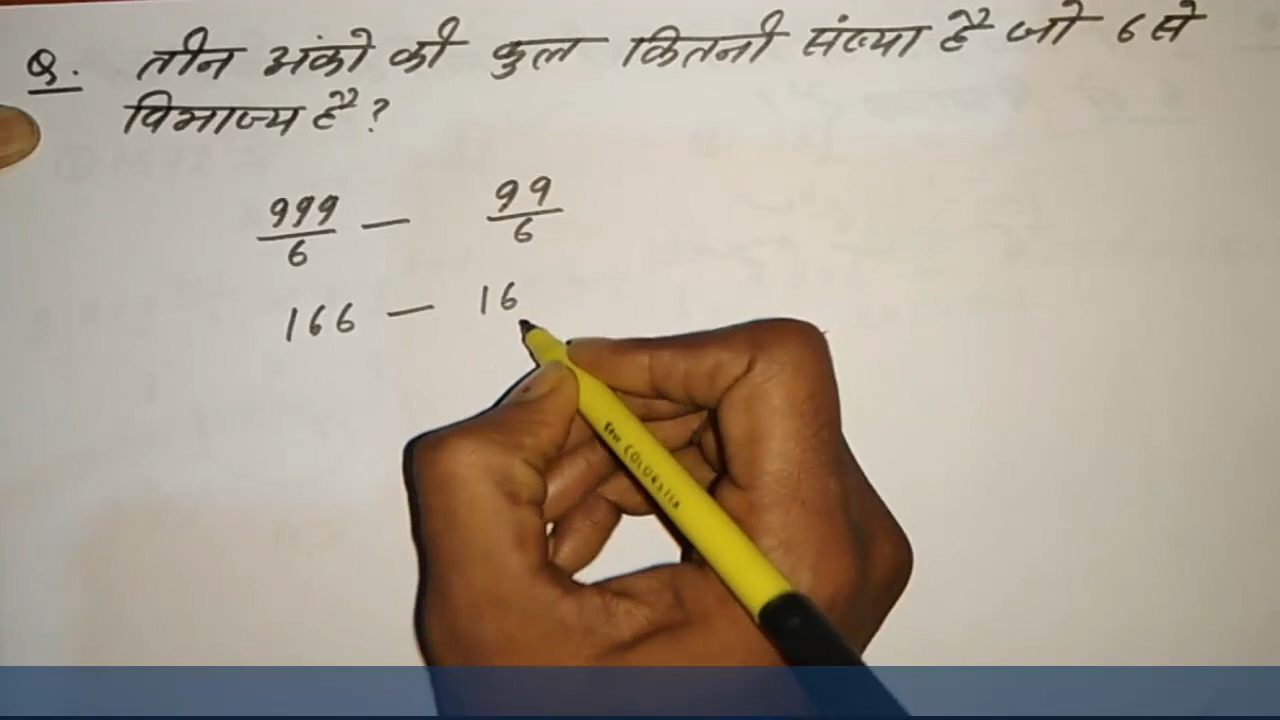 Q. तीन अंको की कुल कितनी संख्या है जो 6 से
विभाज्य है ?
999/6 — 99/6
166 — 16